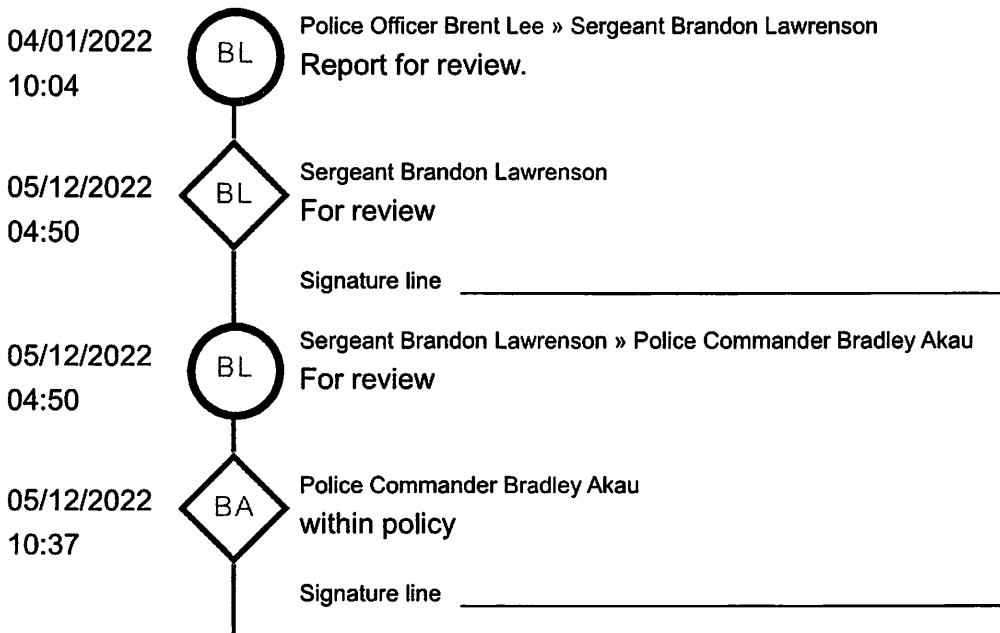 04/01/2022
10:04
BL
Police Officer Brent Lee » Sergeant Brandon Lawrenson
Report for review.
05/12/2022
04:50
BL
Sergeant Brandon Lawrenson
For review
Signature line
05/12/2022
04:50
BL
Sergeant Brandon Lawrenson » Police Commander Bradley Akau
For review
05/12/2022
10:37
BA
Police Commander Bradley Akau
within policy
Signature line